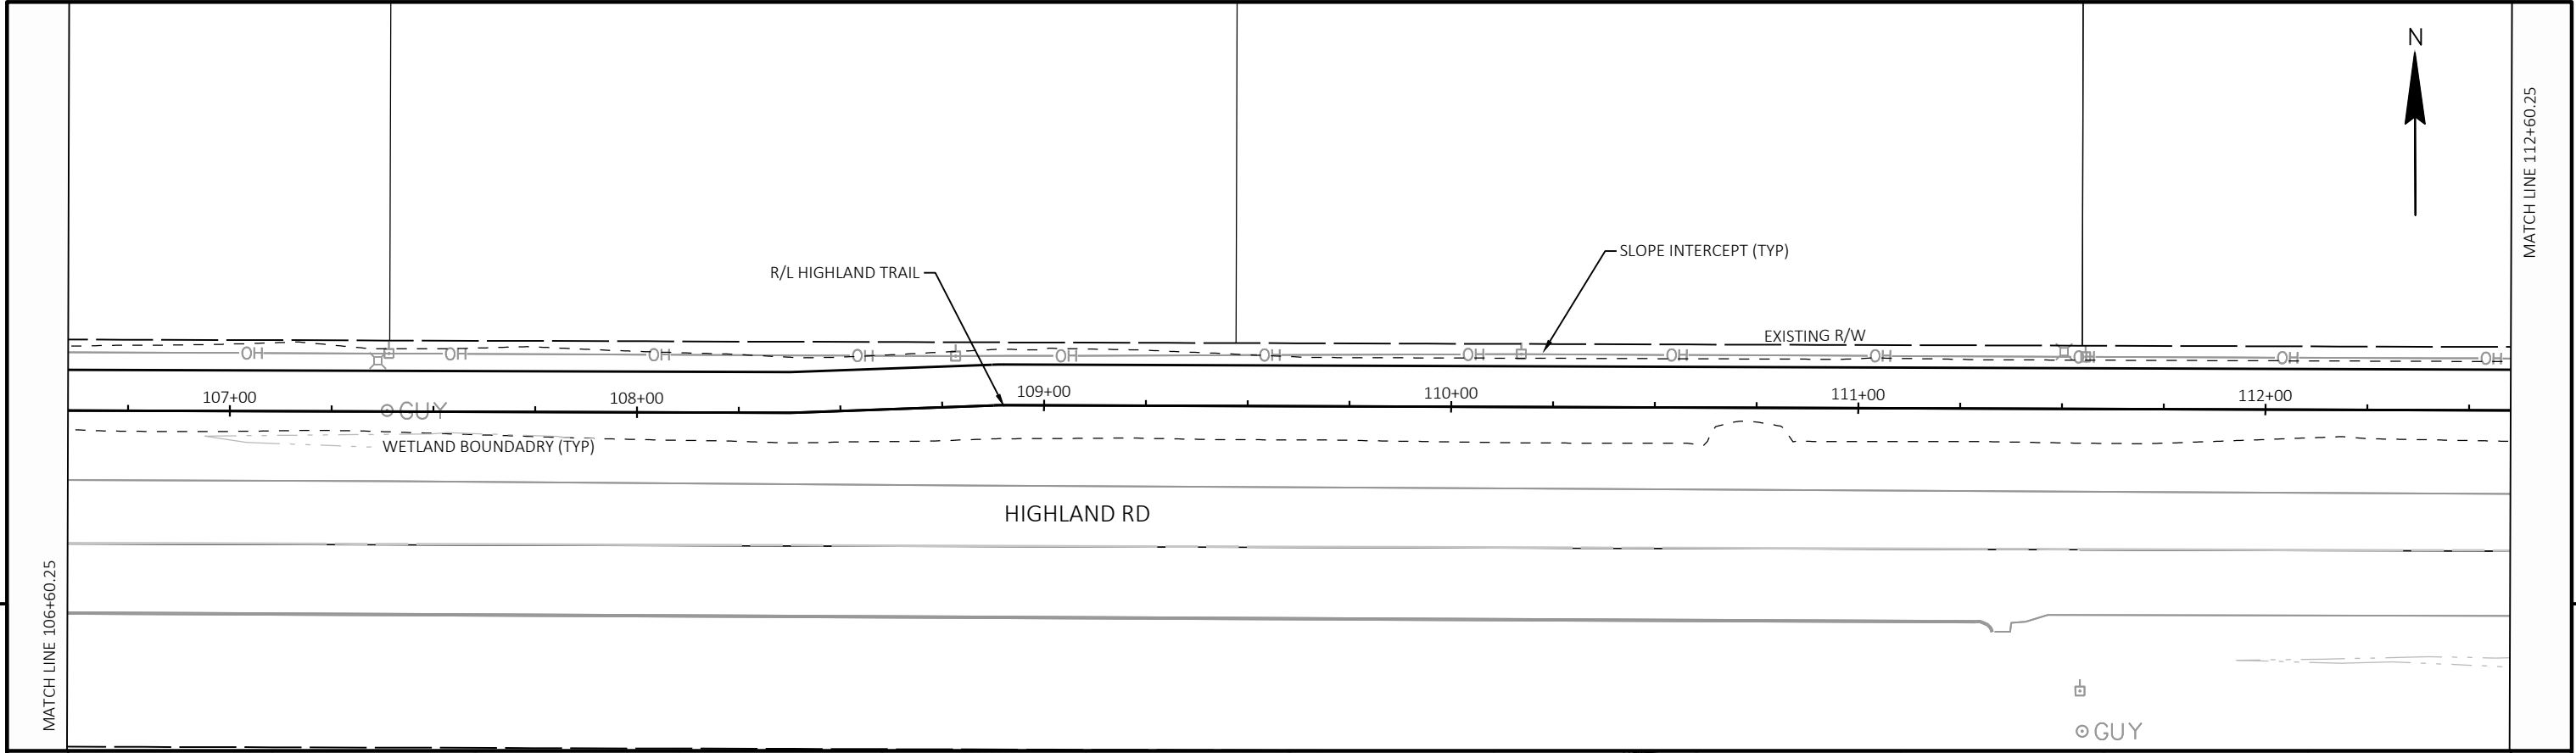 N
MATCH LINE 112+60.25
SLOPE INTERCEPT (TYP)
R/L HIGHLAND TRAIL
EXISTING R/W
OH OH OH OH OH OH OH OH OH OH OH OH
107+00 108+00 109+00 110+00 111+00 112+00
GUY
WETLAND BOUNDADRY (TYP)
HIGHLAND RD
MATCH LINE 106+60.25
GUY